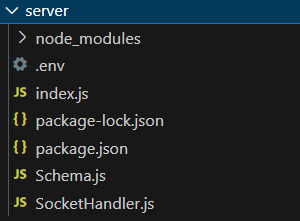 server
node_modules
.env
JS index.js
{} package-lock.json
{} package.json
JS Schema.js
JS SocketHandler.js